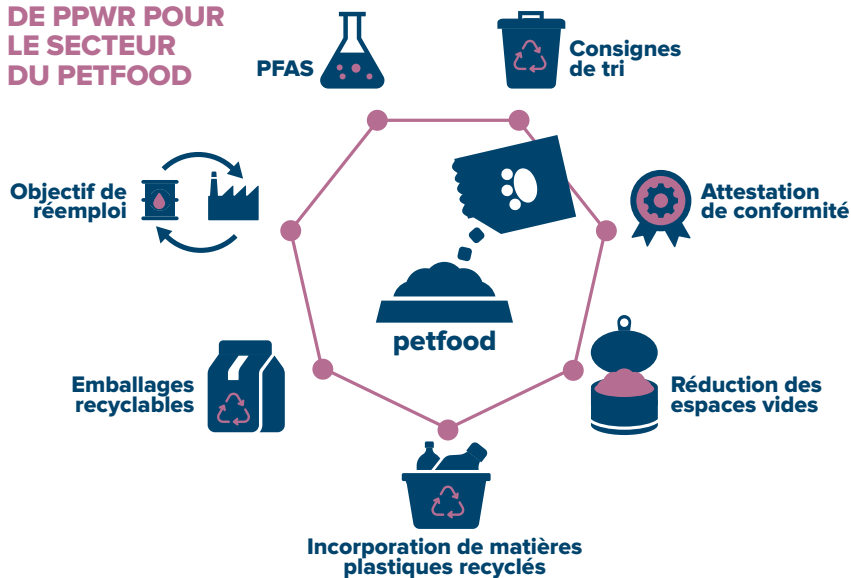 DE PPWR POUR
LE SECTEUR
DU PETFOOD
PFAS
Consignes
de tri
Objectif de
réemploi
Attestation
de conformité
petfood
Emballages
recyclables
Réduction des
espaces vides
Incorporation de matières
plastiques recyclés